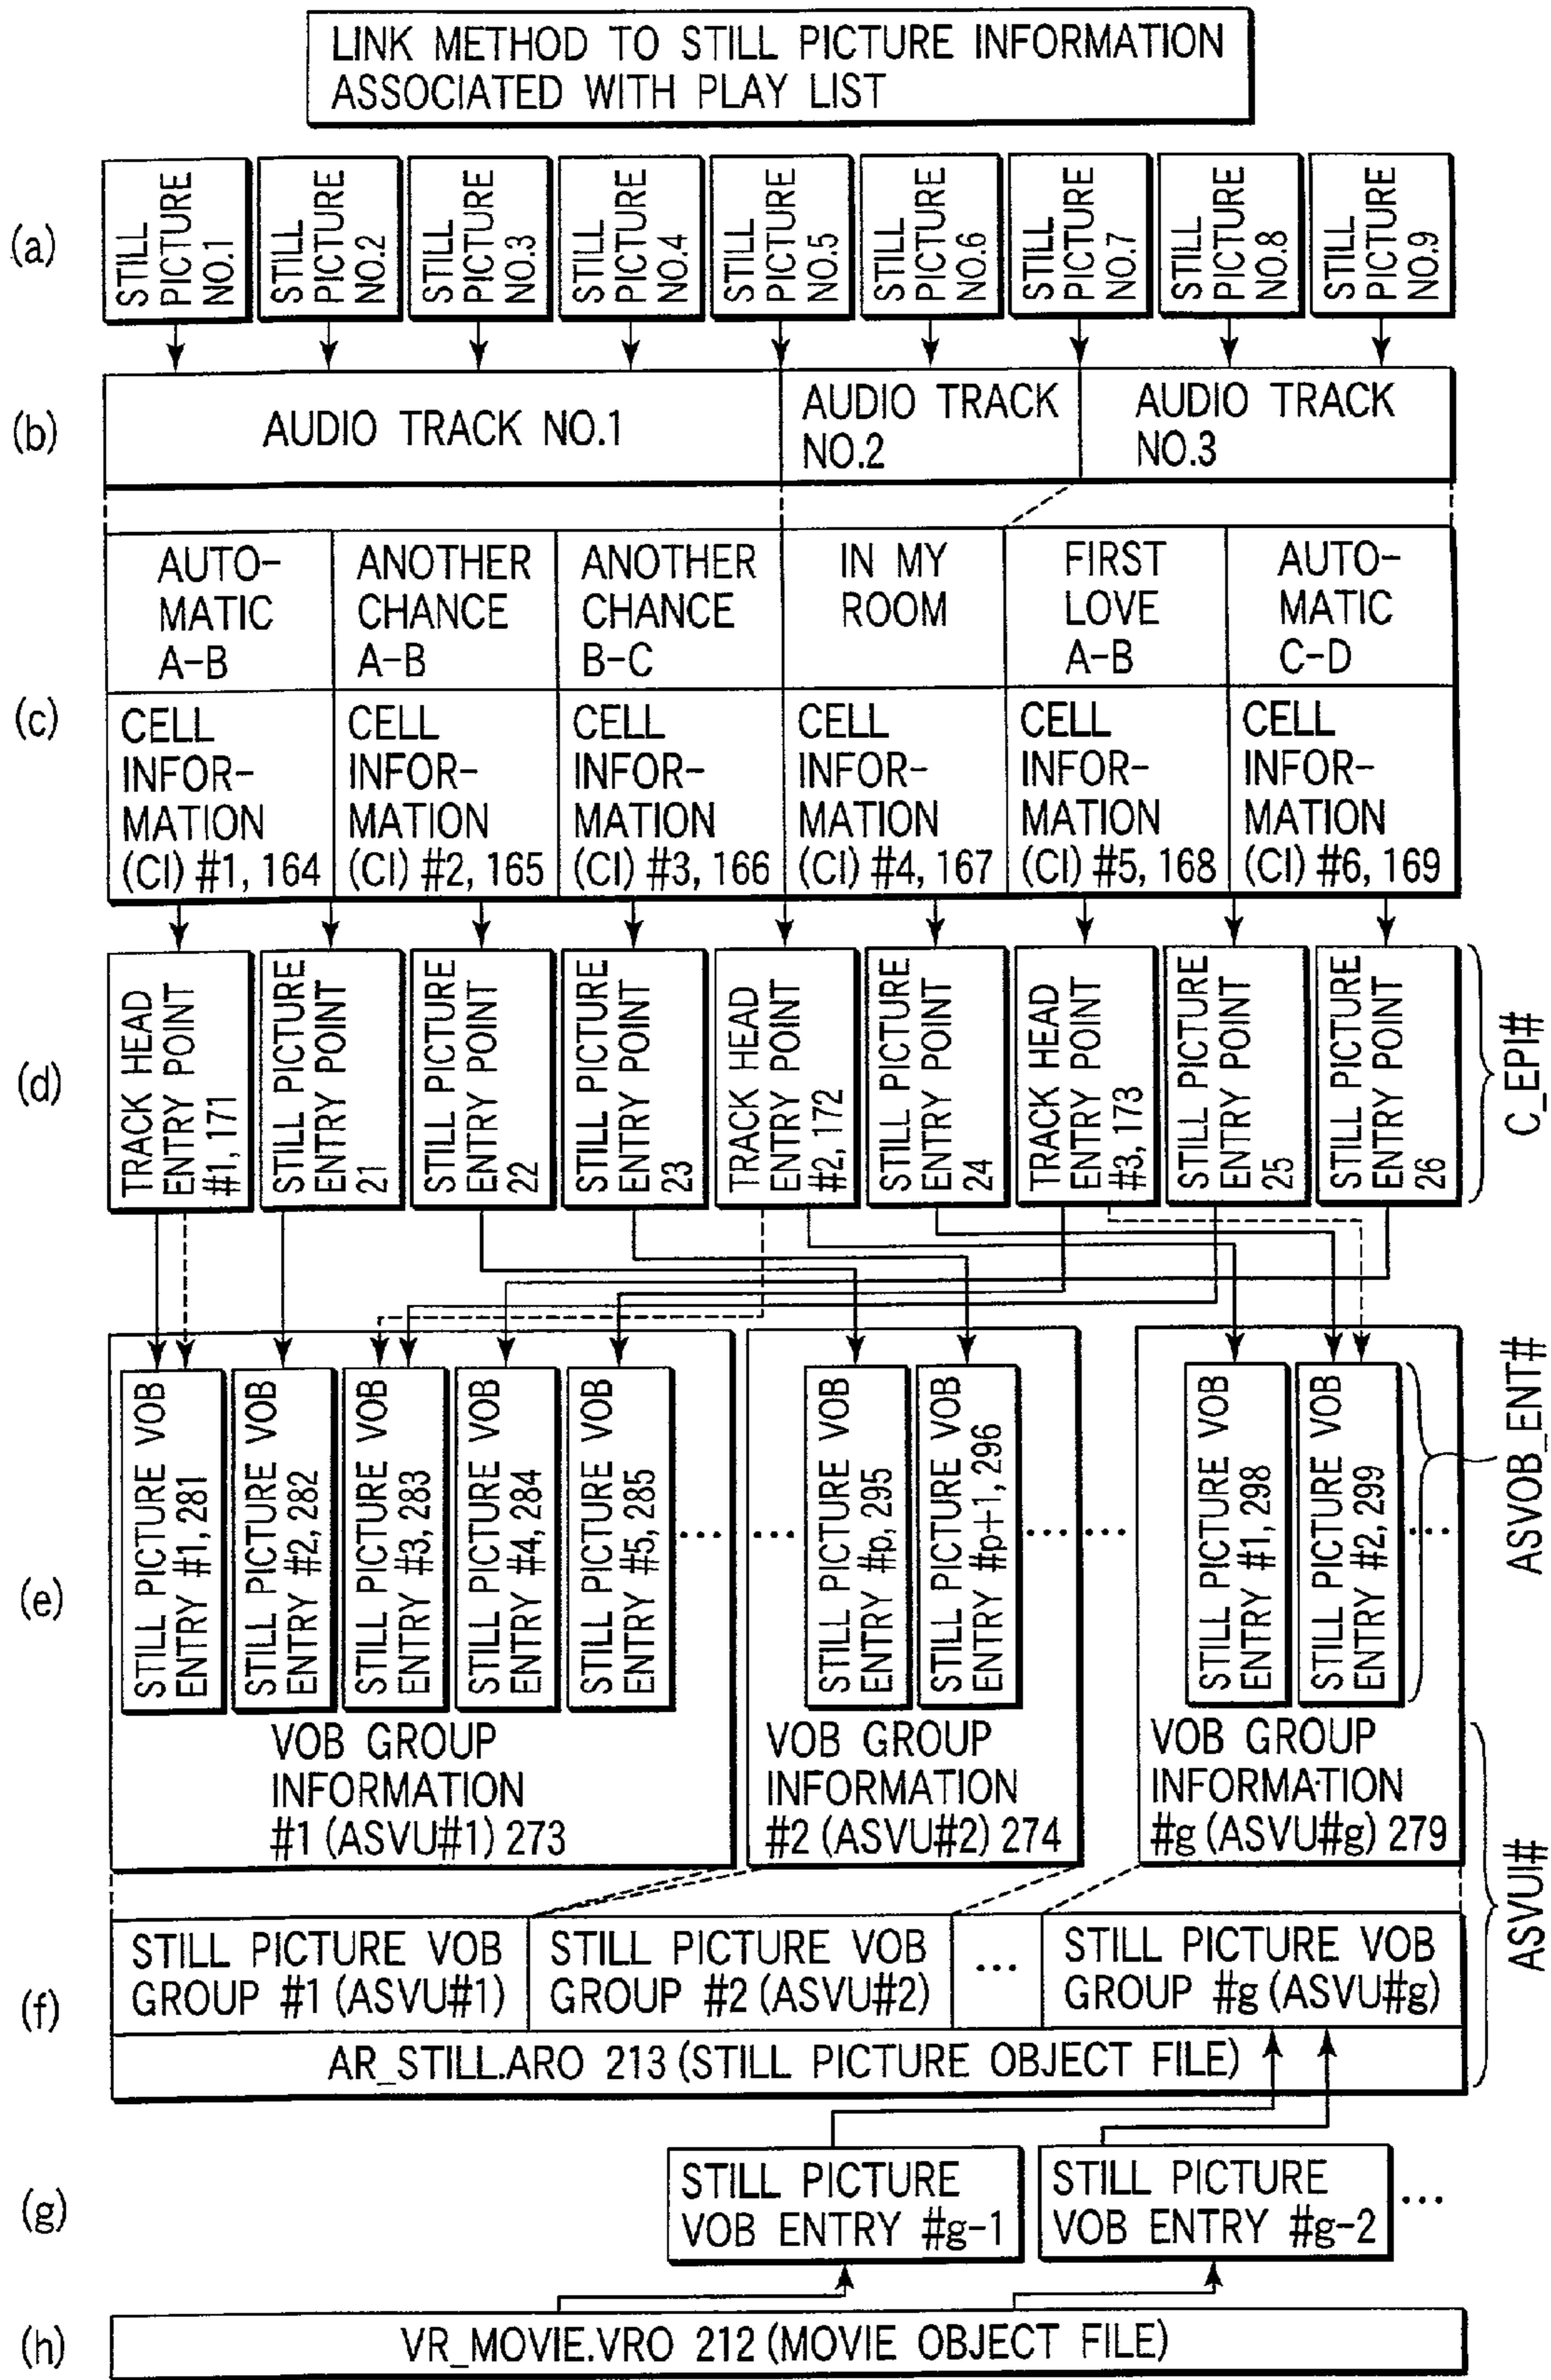 LINK METHOD TO STILL PICTURE INFORMATION
ASSOCIATED WITH PLAY LIST
(a)
STILL
PICTURE
NO.1
STILL
PICTURE
NO.2
STILL
PICTURE
NO.3
STILL
PICTURE
NO.4
STILL
PICTURE
NO.5
STILL
PICTURE
NO.6
STILL
PICTURE
NO.7
STILL
PICTURE
NO.8
STILL
PICTURE
NO.9
(b)
AUDIO TRACK NO.1
AUDIO TRACK
NO.2
AUDIO TRACK
NO.3
(c)
AUTO-
MATIC
A-B
ANOTHER
CHANCE
A-B
ANOTHER
CHANCE
B-C
IN MY
ROOM
FIRST
LOVE
A-B
AUTO-
MATIC
C-D
CELL
INFOR-
MATION
(CI) #1, 164
CELL
INFOR-
MATION
(CI) #2, 165
CELL
INFOR-
MATION
(CI) #3, 166
CELL
INFOR-
MATION
(CI) #4, 167
CELL
INFOR-
MATION
(CI) #5, 168
CELL
INFOR-
MATION
(CI) #6, 169
(d)
TRACK HEAD
ENTRY POINT
#1, 171
STILL PICTURE
ENTRY POINT
21
STILL PICTURE
ENTRY POINT
22
STILL PICTURE
ENTRY POINT
23
TRACK HEAD
ENTRY POINT
#2, 172
STILL PICTURE
ENTRY POINT
24
TRACK HEAD
ENTRY POINT
#3, 173
STILL PICTURE
ENTRY POINT
25
STILL PICTURE
ENTRY POINT
26
C_EPI#
(e)
STILL PICTURE VOB
ENTRY #1, 281
STILL PICTURE VOB
ENTRY #2, 282
STILL PICTURE VOB
ENTRY #3, 283
STILL PICTURE VOB
ENTRY #4, 284
STILL PICTURE VOB
ENTRY #5, 285
.....
STILL PICTURE VOB
ENTRY #p, 295
STILL PICTURE VOB
ENTRY #p+1, 296
.....
STILL PICTURE VOB
ENTRY #1, 298
STILL PICTURE VOB
ENTRY #2, 299
....
ASVOB_ENT#
VOB GROUP
INFORMATION
#1 (ASVU#1) 273
VOB GROUP
INFORMATION
#2 (ASVU#2) 274
VOB GROUP
INFORMATION
#g (ASVU#g) 279
ASVUI#
(f)
STILL PICTURE VOB
GROUP #1 (ASVU#1)
STILL PICTURE VOB
GROUP #2 (ASVU#2)
...
STILL PICTURE VOB
GROUP #g (ASVU#g)
AR_STILL.ARO 213 (STILL PICTURE OBJECT FILE)
(g)
STILL PICTURE
VOB ENTRY #g-1
STILL PICTURE
VOB ENTRY #g-2
...
(h)
VR_MOVIE.VRO 212 (MOVIE OBJECT FILE)